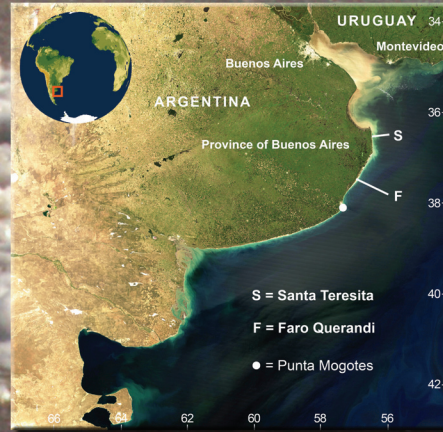 URUGUAY
34
Montevideo
Buenos Aires
ARGENTINA
36
S
Province of Buenos Aires
F
38
S = Santa Teresita
40
F = Faro Querandi
= Punta Mogotes
42
66 64 62 60 58 56